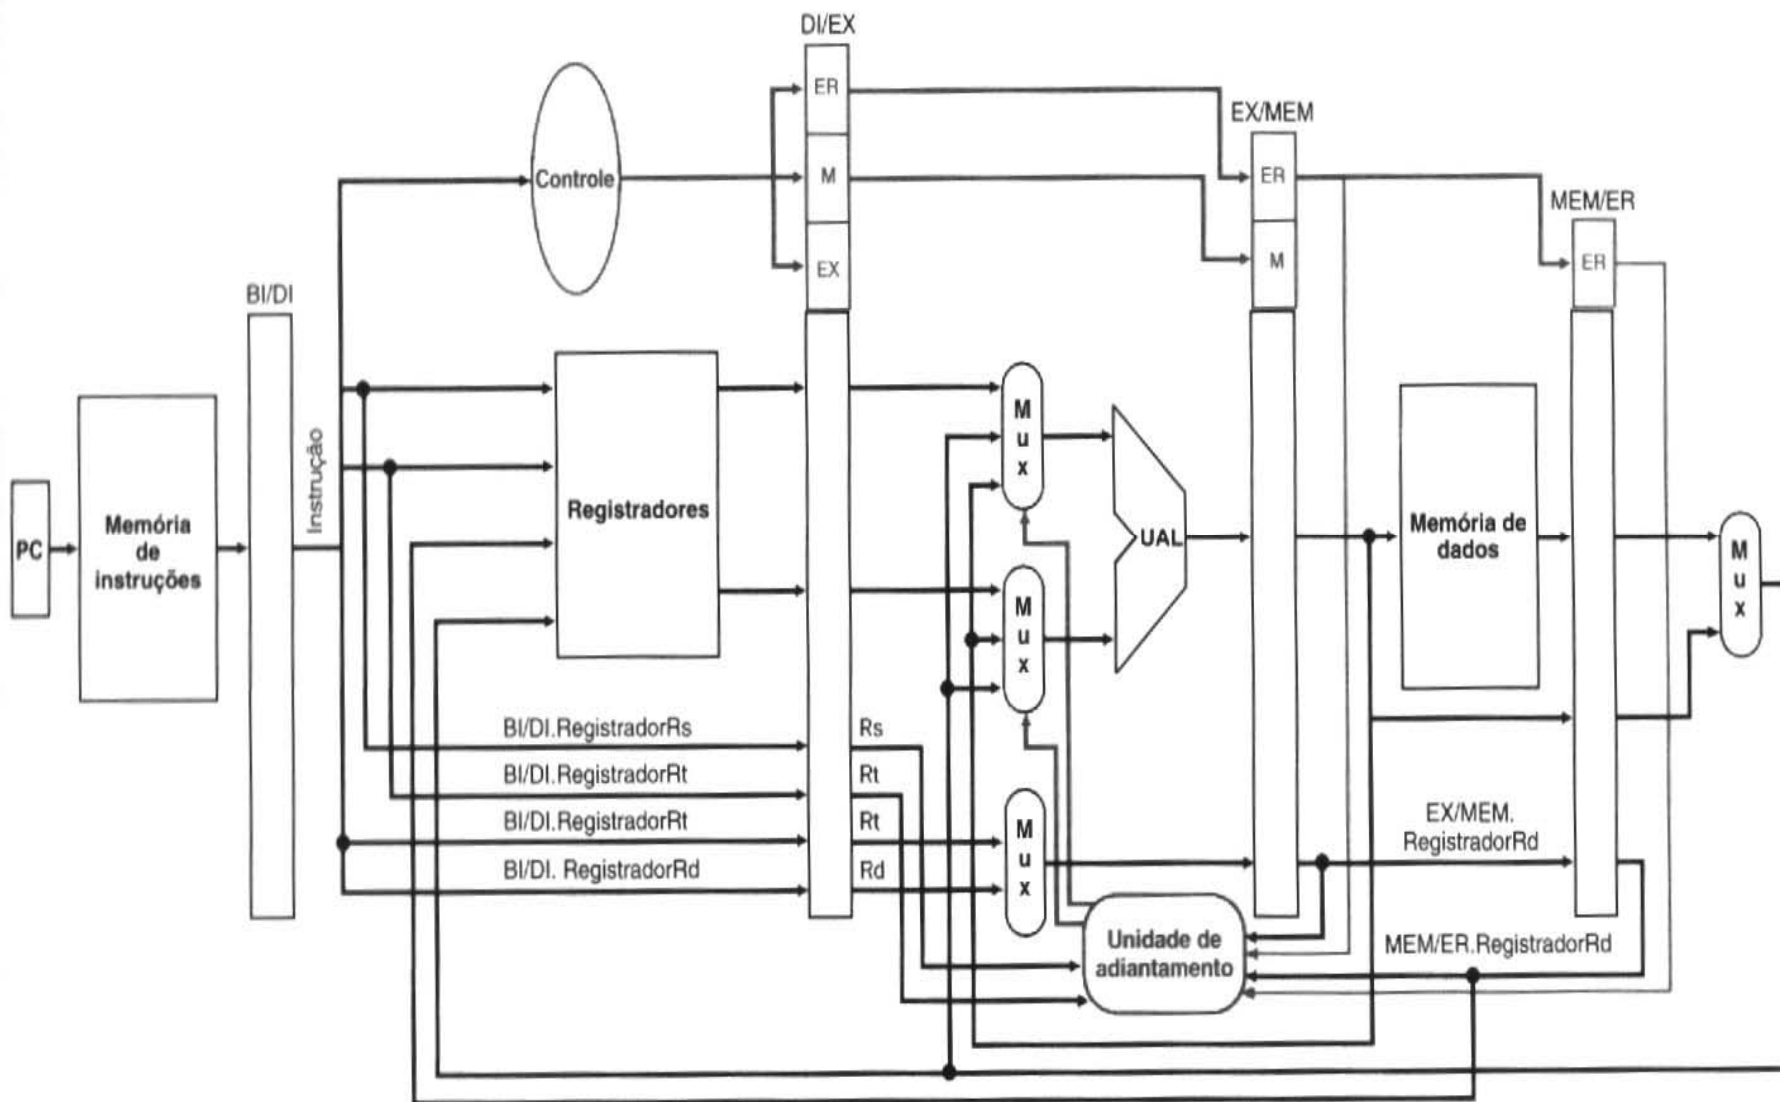 DI/EX
ER
M
EX
EX/MEM
ER
M
MEM/ER
ER
Controle
BI/DI
Instrução
PC
Memória
de
instruções
Registradores
M
u
x
M
u
x
UAL
Memória de
dados
M
u
x
BI/DI.RegistradorRs
Rs
BI/DI.RegistradorRt
Rt
BI/DI.RegistradorRt
Rt
BI/DI. RegistradorRd
Rd
M
u
x
EX/MEM.
RegistradorRd
Unidade de
adiantamento
MEM/ER.RegistradorRd